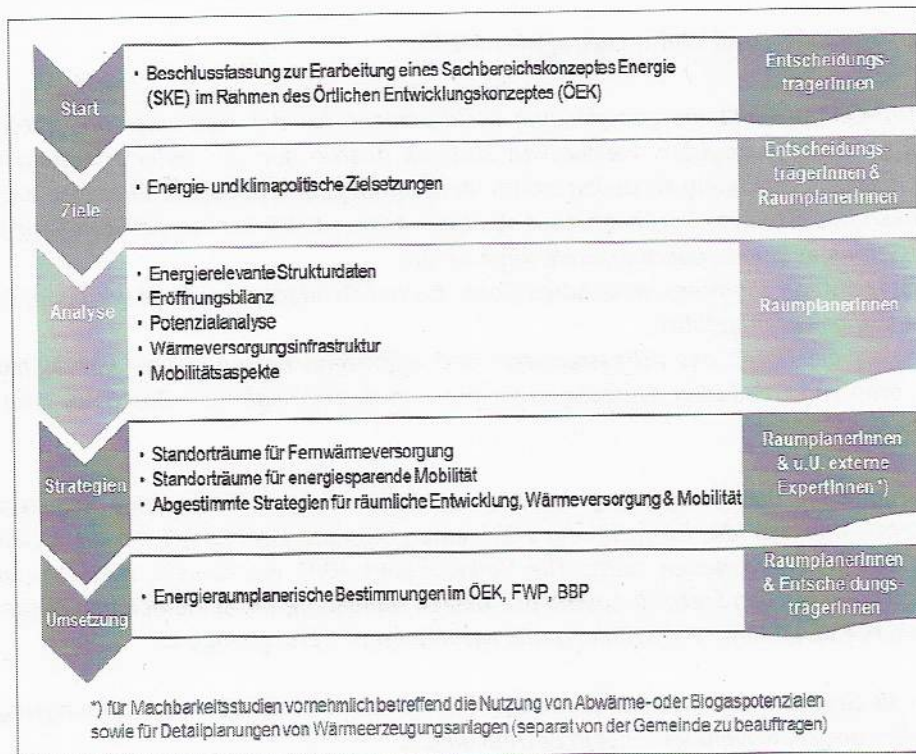 Start
• Beschlussfassung zur Erarbeitung eines Sachbereichskonzeptes Energie
(SKE) im Rahmen des Örtlichen Entwicklungskonzeptes (ÖEK)
Entscheidungs-
trägerInnen
Ziele
• Energie- und klimapolitische Zielsetzungen
Entscheidungs-
trägerInnen &
RaumplanerInnen
Analyse
• Energierelevante Strukturdaten
• Eröffnungsbilanz
• Potenzialanalyse
• Wärmeversorgungsinfrastruktur
• Mobilitätsaspekte
RaumplanerInnen
Strategien
• Standorträume für Fernwärmeversorgung
• Standorträume für energiesparende Mobilität
• Abgestimmte Strategien für räumliche Entwicklung, Wärmeversorgung & Mobilität
RaumplanerInnen
& u.U. externe
ExpertInnen *)
Umsetzung
• Energieraumplanerische Bestimmungen im ÖEK, FWP, BBP
RaumplanerInnen
& Entscheidungs-
trägerInnen
*) für Machbarkeitsstudien vornehmlich betreffend die Nutzung von Abwärme- oder Biogaspotenzialen
sowie für Detailplanungen von Wärmeerzeugungsanlagen (separat von der Gemeinde zu beauftragen)